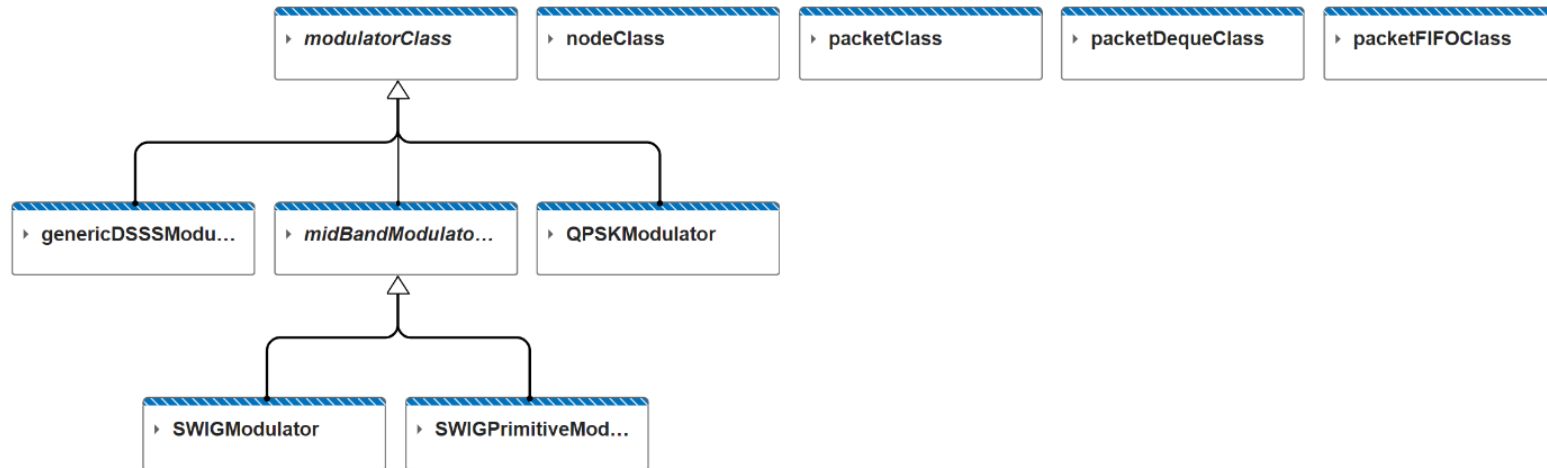 modulatorClass
nodeClass
packetClass
packetDequeClass
packetFIFOClass
genericDSSSModu...
midBandModulato...
QPSKModulator
SWIGModulator
SWIGPrimitiveMod...